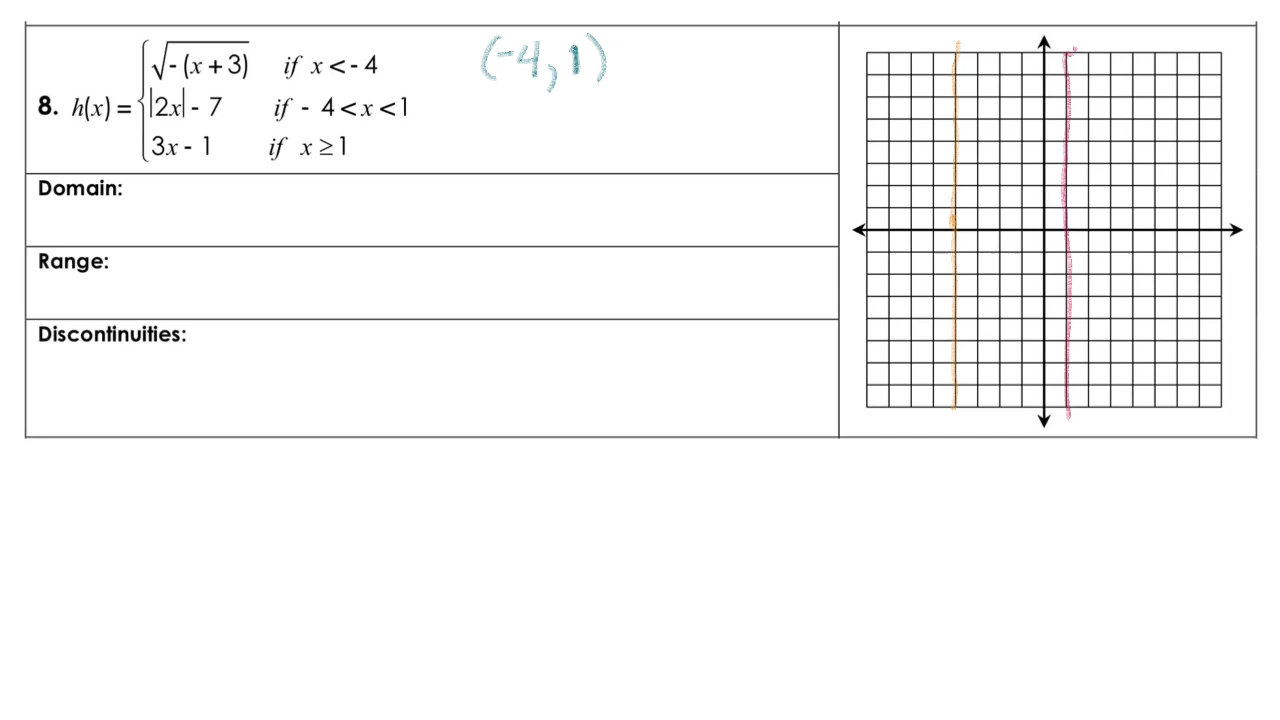 √-(x + 3) if x < - 4 (-4, 1)
8. h(x) = { |2x| - 7 if - 4 < x < 1
3x - 1 if x ≥ 1
Domain:
Range:
Discontinuities: